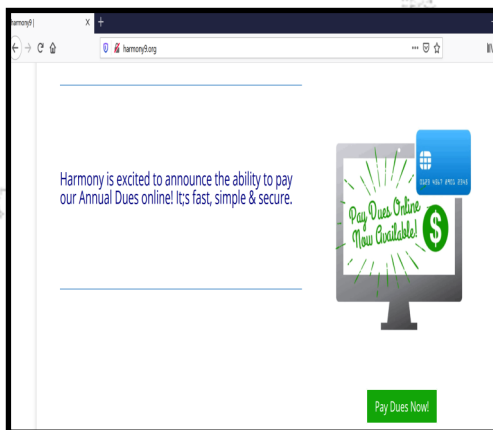 harmony9 |
harmony9.org
Harmony is excited to announce the ability to pay
our Annual Dues online! It;s fast, simple & secure.
Pay Dues Online
Now Available!
$
Pay Dues Now!